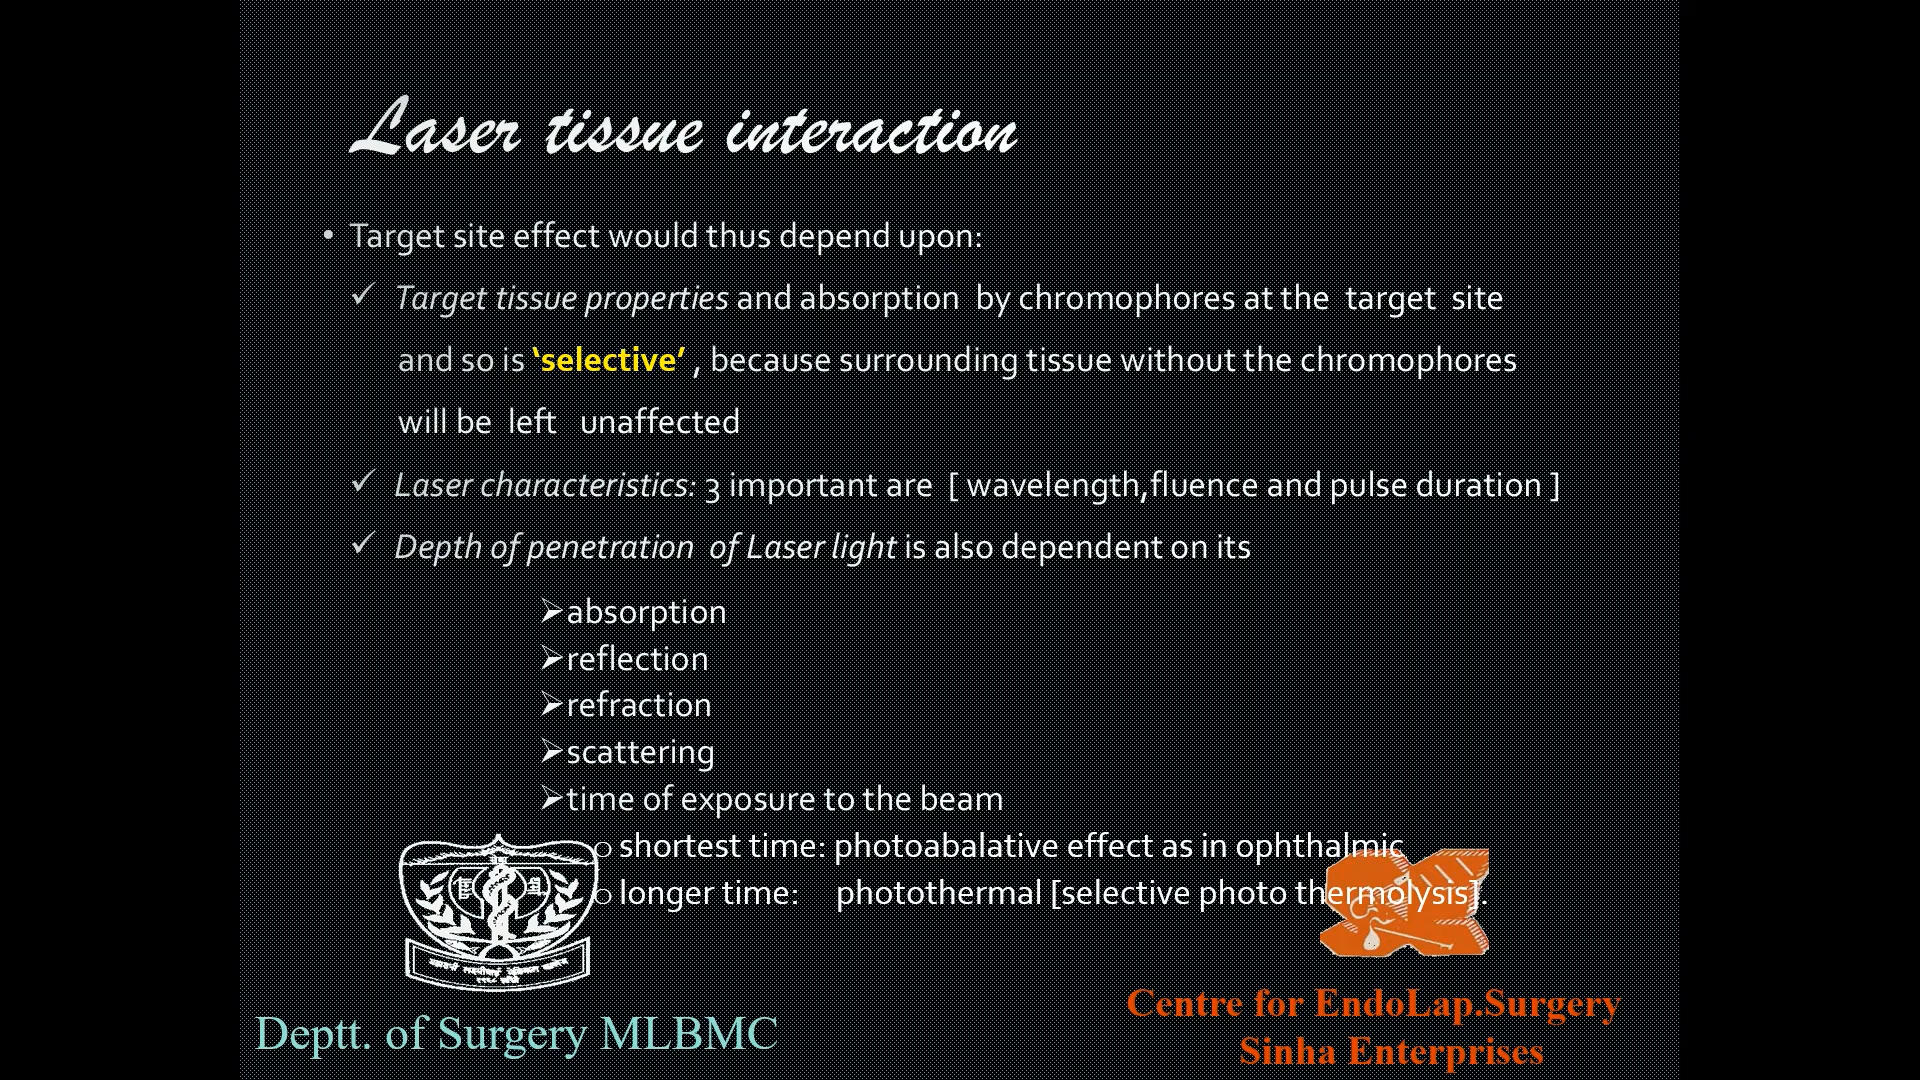 Laser tissue interaction
• Target site effect would thus depend upon:
✓ Target tissue properties and absorption by chromophores at the target site
and so is ‘selective’ , because surrounding tissue without the chromophores
will be left unaffected
✓ Laser characteristics: 3 important are [ wavelength,fluence and pulse duration ]
✓ Depth of penetration of Laser light is also dependent on its
➢absorption
➢reflection
➢refraction
➢scattering
➢time of exposure to the beam
o shortest time: photoabalative effect as in ophthalmic
o longer time: photothermal [selective photo thermolysis].
Deptt. of Surgery MLBMC
Centre for EndoLap.Surgery
Sinha Enterprises